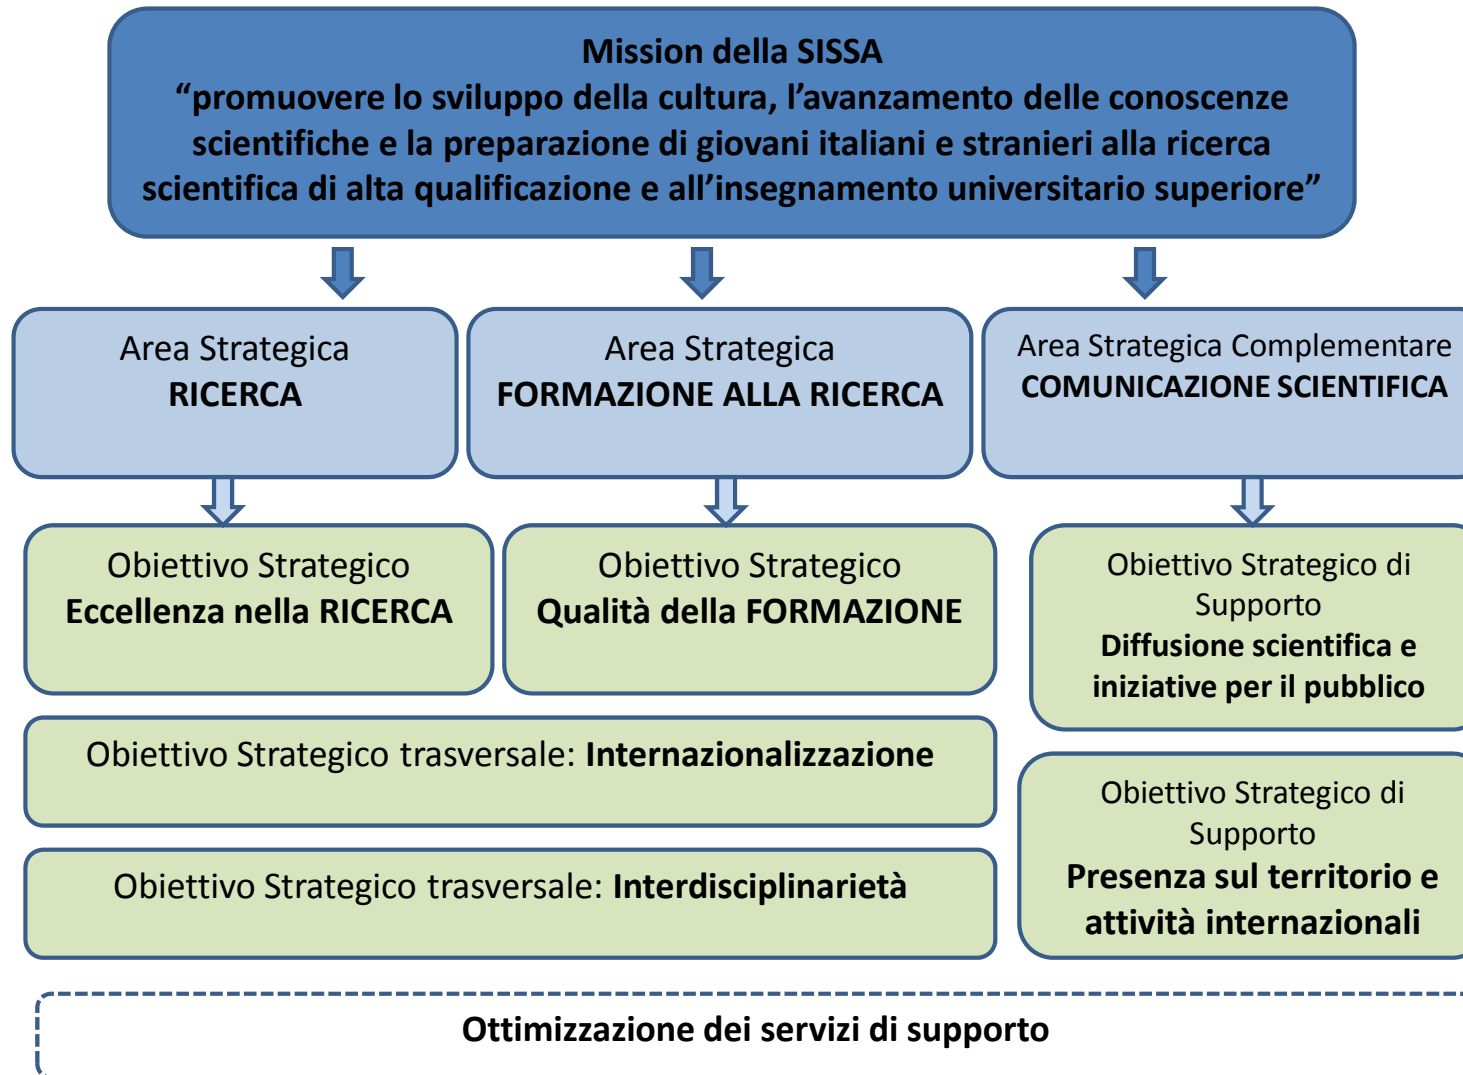 Mission della SISSA
“promuovere lo sviluppo della cultura, l’avanzamento delle conoscenze
scientifiche e la preparazione di giovani italiani e stranieri alla ricerca
scientifica di alta qualificazione e all’insegnamento universitario superiore”
Area Strategica
RICERCA
Area Strategica
FORMAZIONE ALLA RICERCA
Area Strategica Complementare
COMUNICAZIONE SCIENTIFICA
Obiettivo Strategico
Eccellenza nella RICERCA
Obiettivo Strategico
Qualità della FORMAZIONE
Obiettivo Strategico di
Supporto
Diffusione scientifica e
iniziative per il pubblico
Obiettivo Strategico trasversale: Internazionalizzazione
Obiettivo Strategico trasversale: Interdisciplinarietà
Obiettivo Strategico di
Supporto
Presenza sul territorio e
attività internazionali
Ottimizzazione dei servizi di supporto